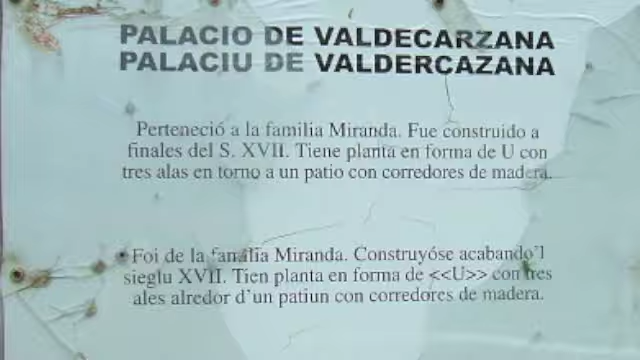 PALACIO DE VALDECARZANA
PALACIU DE VALDERCAZANA
Perteneció a la familia Miranda. Fue construido a
finales del S. XVII. Tiene planta en forma de U con
tres alas en torno a un patio con corredores de madera.
Foi de la familia Miranda. Construyóse acabando'l
sieglu XVII. Tien planta en forma de <<U>> con tres
ales alredor d'un patiun con corredores de madera.